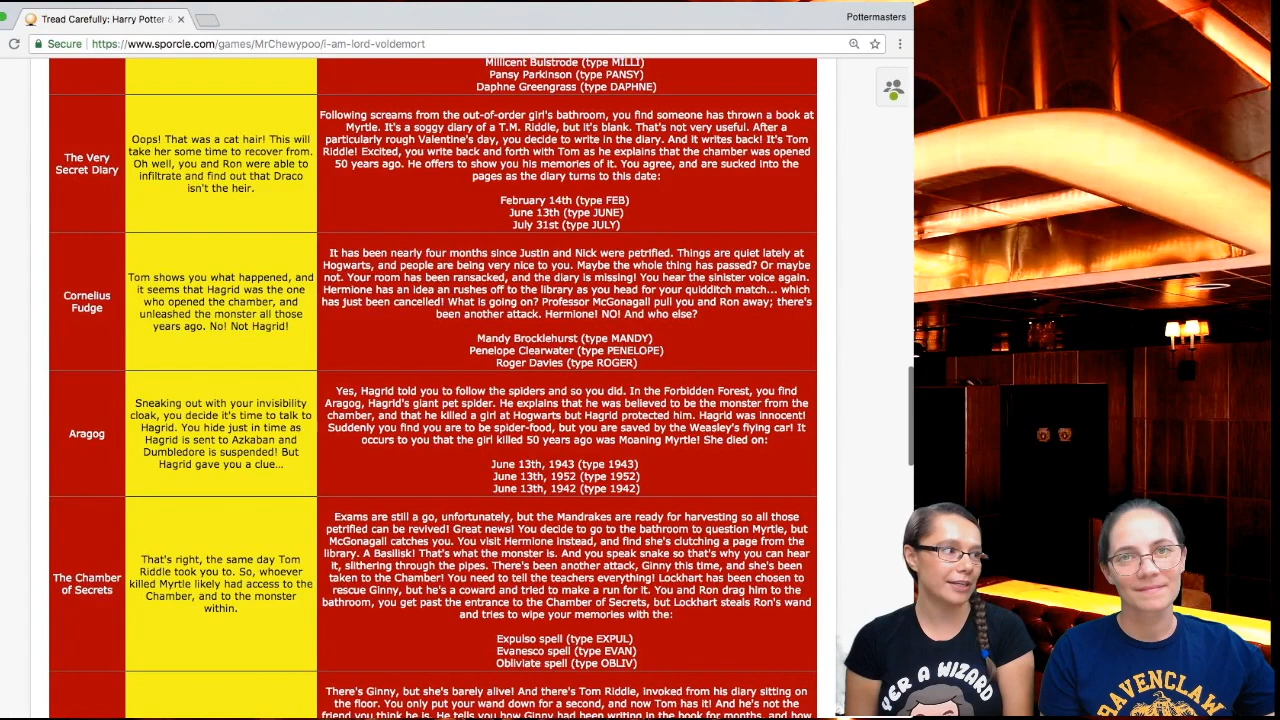 Tread Carefully: Harry Potter &
Pottermasters
Secure
https://www.sporcle.com/games/MrChewypoo/i-am-lord-voldemort
Millicent Bulstrode (type MILLI)
Pansy Parkinson (type PANSY)
Daphne Greengrass (type DAPHNE)
The Very
Secret Diary
Oops! That was a cat hair! This will
take her some time to recover from.
Oh well, you and Ron were able to
infiltrate and find out that Draco
isn't the heir.
Following screams from the out-of-order girl's bathroom, you find someone has thrown a book at
Myrtle. It's a soggy diary of a T.M. Riddle, but it's blank. That's not very useful. After a
particularly rough Valentine's day, you decide to write in the diary. And it writes back! It's Tom
Riddle! Excited, you write back and forth with Tom as he explains that the chamber was opened
50 years ago. He offers to show you his memories of it. You agree, and are sucked into the
pages as the diary turns to this date:
February 14th (type FEB)
June 13th (type JUNE)
July 31st (type JULY)
Cornelius
Fudge
Tom shows you what happened, and
it seems that Hagrid was the one
who opened the chamber, and
unleashed the monster all those
years ago. No! Not Hagrid!
It has been nearly four months since Justin and Nick were petrified. Things are quiet lately at
Hogwarts, and people are being very nice to you. Maybe the whole thing has passed? Or maybe
not. Your room has been ransacked, and the diary is missing! You hear the sinister voice again.
Hermione has an idea an rushes off to the library as you head for your quidditch match... which
has just been cancelled! What is going on? Professor McGonagall pull you and Ron away; there's
been another attack. Hermione! NO! And who else?
Mandy Brocklehurst (type MANDY)
Penelope Clearwater (type PENELOPE)
Roger Davies (type ROGER)
Aragog
Sneaking out with your invisibility
cloak, you decide it's time to talk to
Hagrid. You hide just in time as
Hagrid is sent to Azkaban and
Dumbledore is suspended! But
Hagrid gave you a clue...
Yes, Hagrid told you to follow the spiders and so you did. In the Forbidden Forest, you find
Aragog, Hagrid's giant pet spider. He explains that he was believed to be the monster from the
chamber, and that he killed a girl at Hogwarts but Hagrid protected him. Hagrid was innocent!
Suddenly you find you are to be spider-food, but you are saved by the Weasley's flying car! It
occurs to you that the girl killed 50 years ago was Moaning Myrtle! She died on:
June 13th, 1943 (type 1943)
June 13th, 1952 (type 1952)
June 13th, 1942 (type 1942)
The Chamber
of Secrets
That's right, the same day Tom
Riddle took you to. So, whoever
killed Myrtle likely had access to the
Chamber, and to the monster
within.
Exams are still a go, unfortunately, but the Mandrakes are ready for harvesting so all those
petrified can be revived! Great news! You decide to go to the bathroom to question Myrtle, but
McGonagall catches you. You visit Hermione instead, and find she's clutching a page from the
library. A Basilisk! That's what the monster is. And you speak snake so that's why you can hear
it, slithering through the pipes. There's been another attack, Ginny this time, and she's been
taken to the Chamber! You need to tell the teachers everything! Lockhart has been chosen to
rescue Ginny, but he's a coward and tried to make a run for it. You and Ron drag him to the
bathroom, you get past the entrance to the Chamber of Secrets, but Lockhart steals Ron's wand
and tries to wipe your memories with the:
Expulso spell (type EXPUL)
Evanesco spell (type EVAN)
Obliviate spell (type OBLIV)
There's Ginny, but she's barely alive! And there's Tom Riddle, invoked from his diary sitting on
the floor. You only put your wand down for a second, and now Tom has it! And he's not the
friend you think he is. He tells you how Ginny had been writing in the book for months, and how
YER A WIZARD
RAVENCLAW